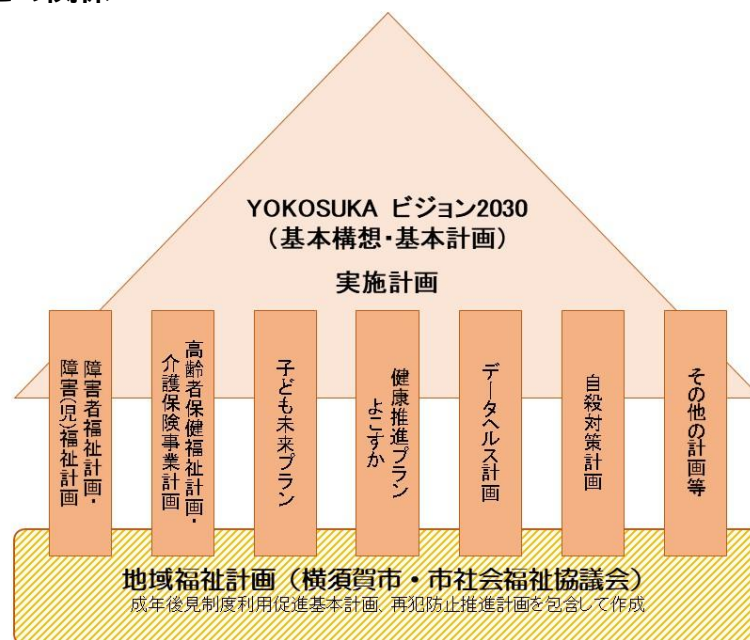 YOKOSUKA ビジョン2030
（基本構想・基本計画）
実施計画
障害者福祉計画・
障害(児)福祉計画
高齢者保健福祉計画・
介護保険事業計画
子ども未来プラン
健康推進プラン
よこすか
データヘルス計画
自殺対策計画
その他の計画等
地域福祉計画（横須賀市・市社会福祉協議会）
成年後見制度利用促進基本計画、再犯防止推進計画を包含して作成